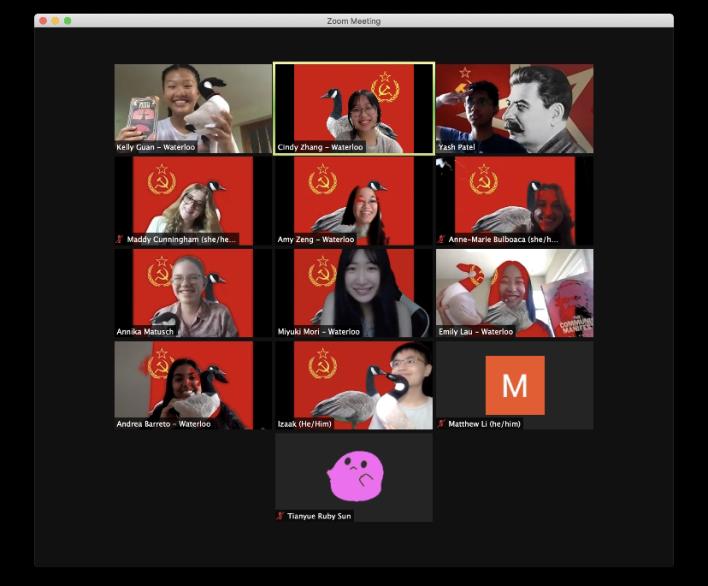 Zoom Meeting
Kelly Guan - Waterloo
Cindy Zhang - Waterloo
Yash Patel
Maddy Cunningham (she/he...
Amy Zeng - Waterloo
Anne-Marie Bulboaca (she/h...
Annika Matusch
Miyuki Mori - Waterloo
Emily Lau - Waterloo
THE
COMMUNIS
MANIFES
Andrea Barreto - Waterloo
Izaak (He/Him)
M
Matthew Li (he/him)
Tianyue Ruby Sun